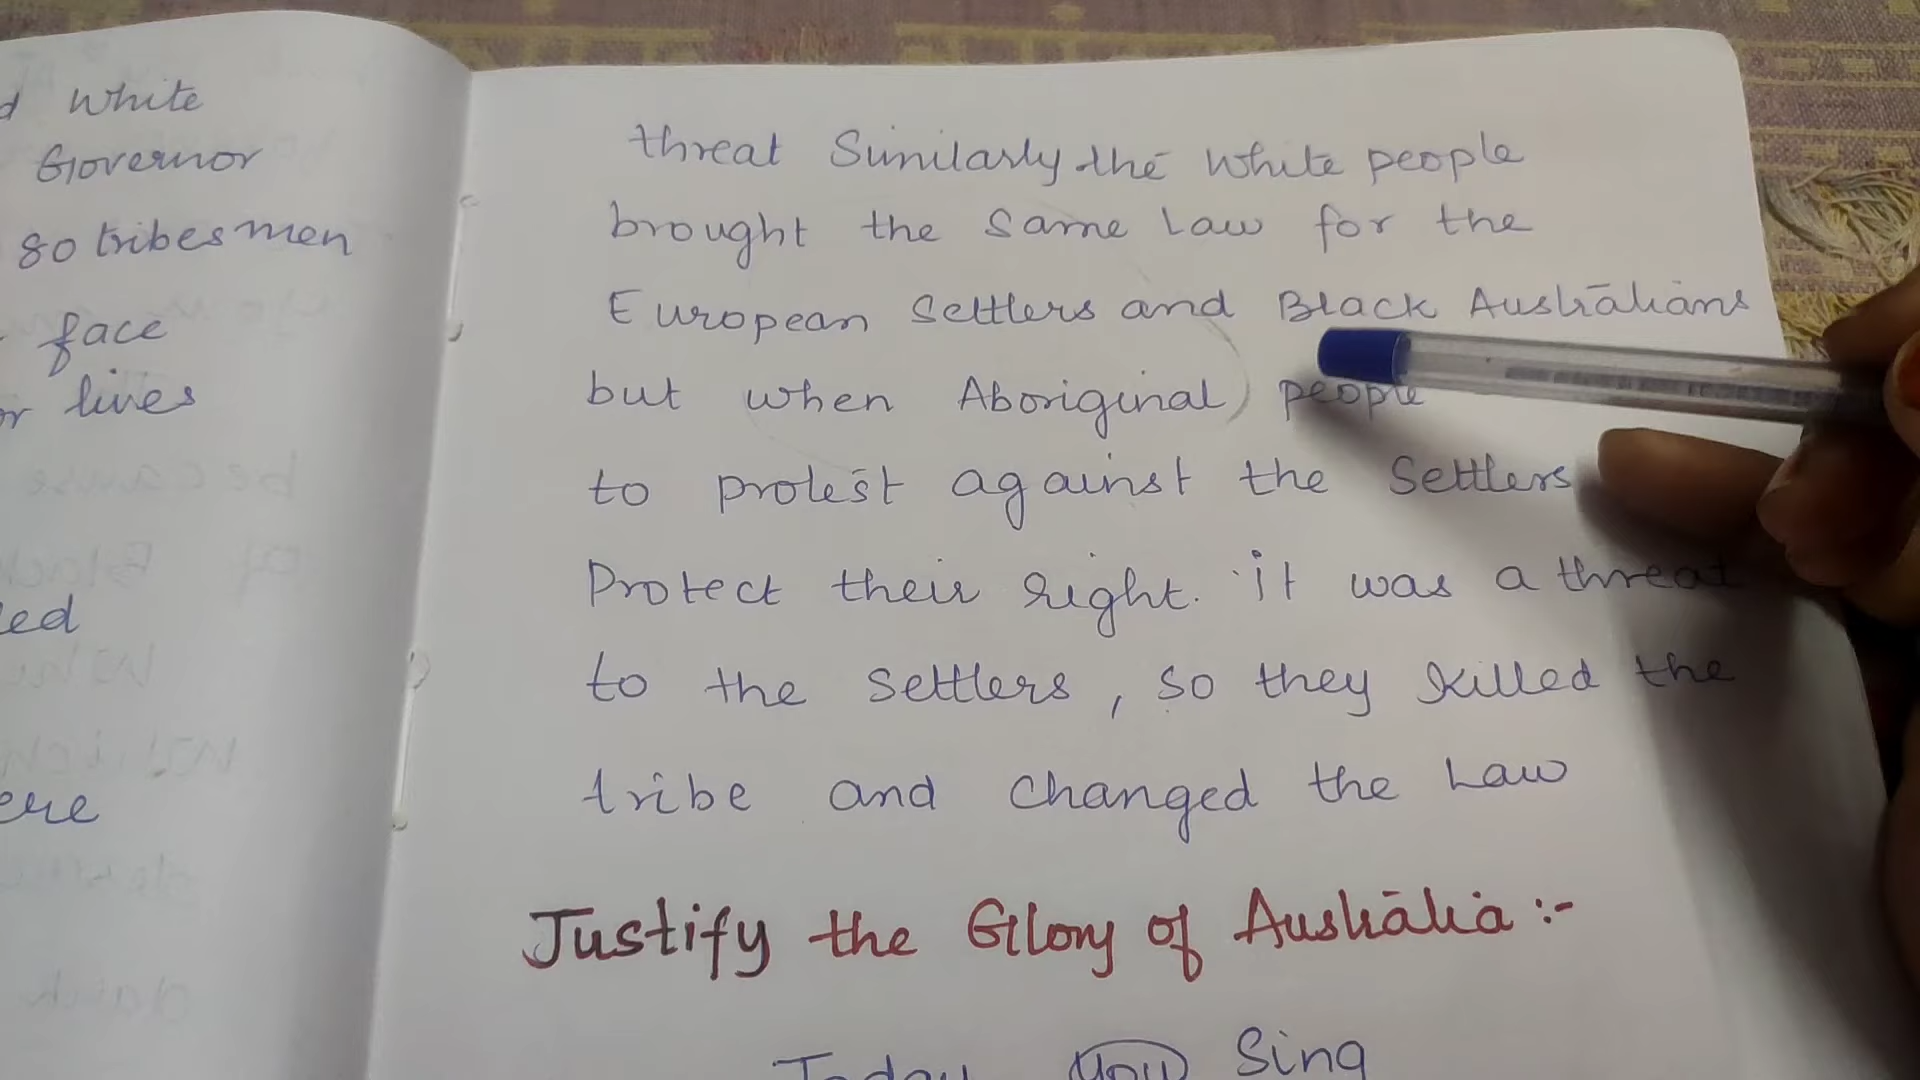 White
Governor
80 tribesmen
face
lives
threat Similarly the White people
brought the Same Law for the
European Settlers and Black Australians
but when Aboriginal people
to protest against the Settlers
Protect their right. it was a threat
to the Settlers, so they killed the
tribe and changed the Law
Justify the Glory of Australia :-
Today you Sing